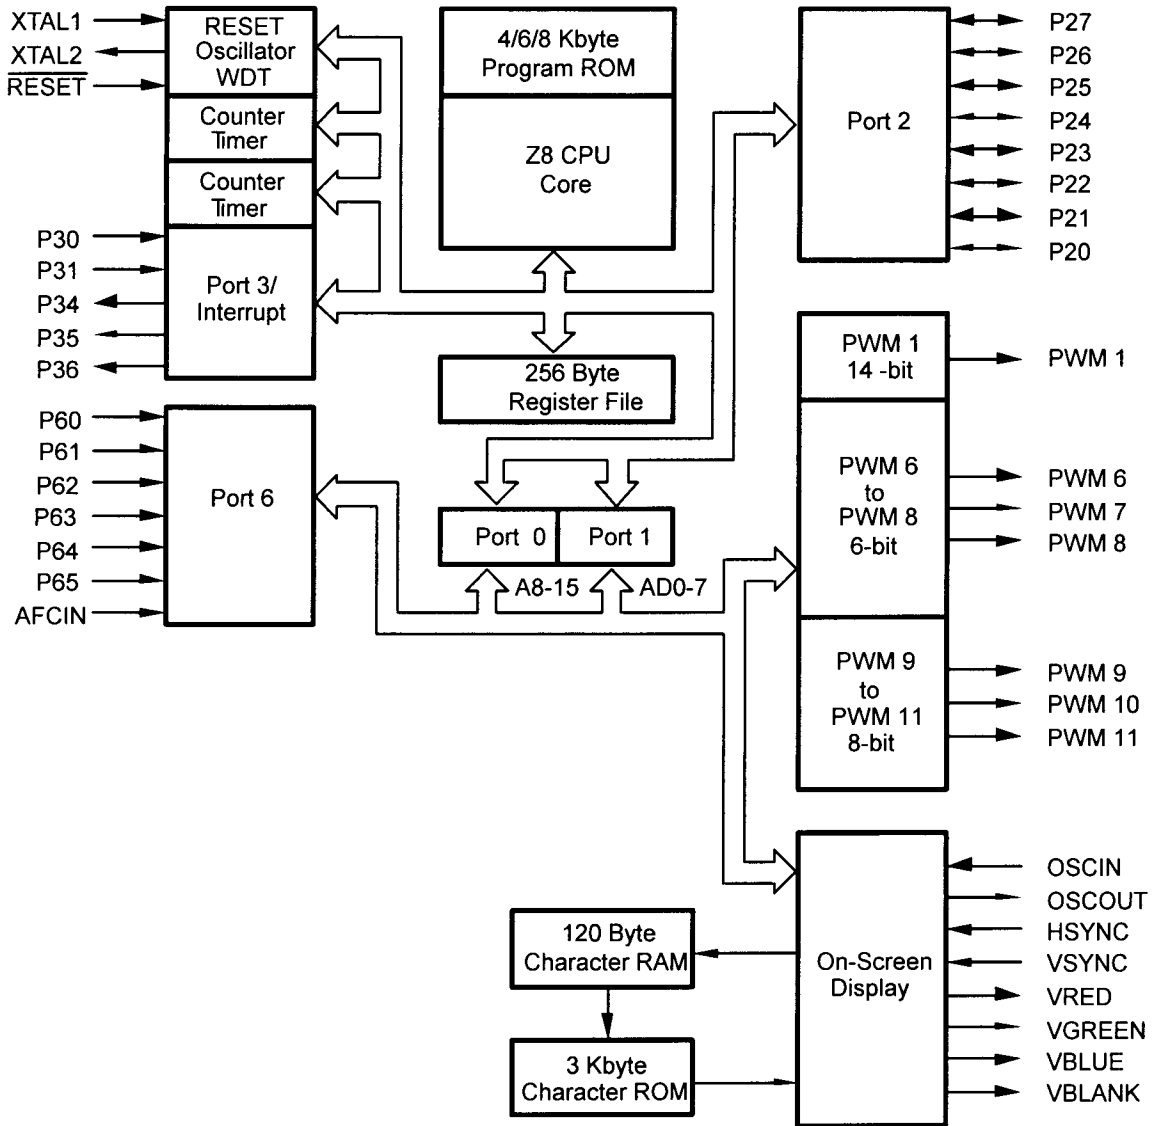 XTAL1
XTAL2
RESET
RESET
Oscillator
WDT
Counter
Timer
Counter
Timer
P30
P31
P34
P35
P36
Port 3/
Interrupt
P60
P61
P62
P63
P64
P65
AFCIN
Port 6
4/6/8 Kbyte
Program ROM
Z8 CPU
Core
256 Byte
Register File
Port 0
Port 1
A8-15
AD0-7
Port 2
P27
P26
P25
P24
P23
P22
P21
P20
PWM 1
14 -bit
PWM 1
PWM 6
to
PWM 8
6-bit
PWM 6
PWM 7
PWM 8
PWM 9
to
PWM 11
8-bit
PWM 9
PWM 10
PWM 11
120 Byte
Character RAM
3 Kbyte
Character ROM
On-Screen
Display
OSCIN
OSCOUT
HSYNC
VSYNC
VRED
VGREEN
VBLUE
VBLANK